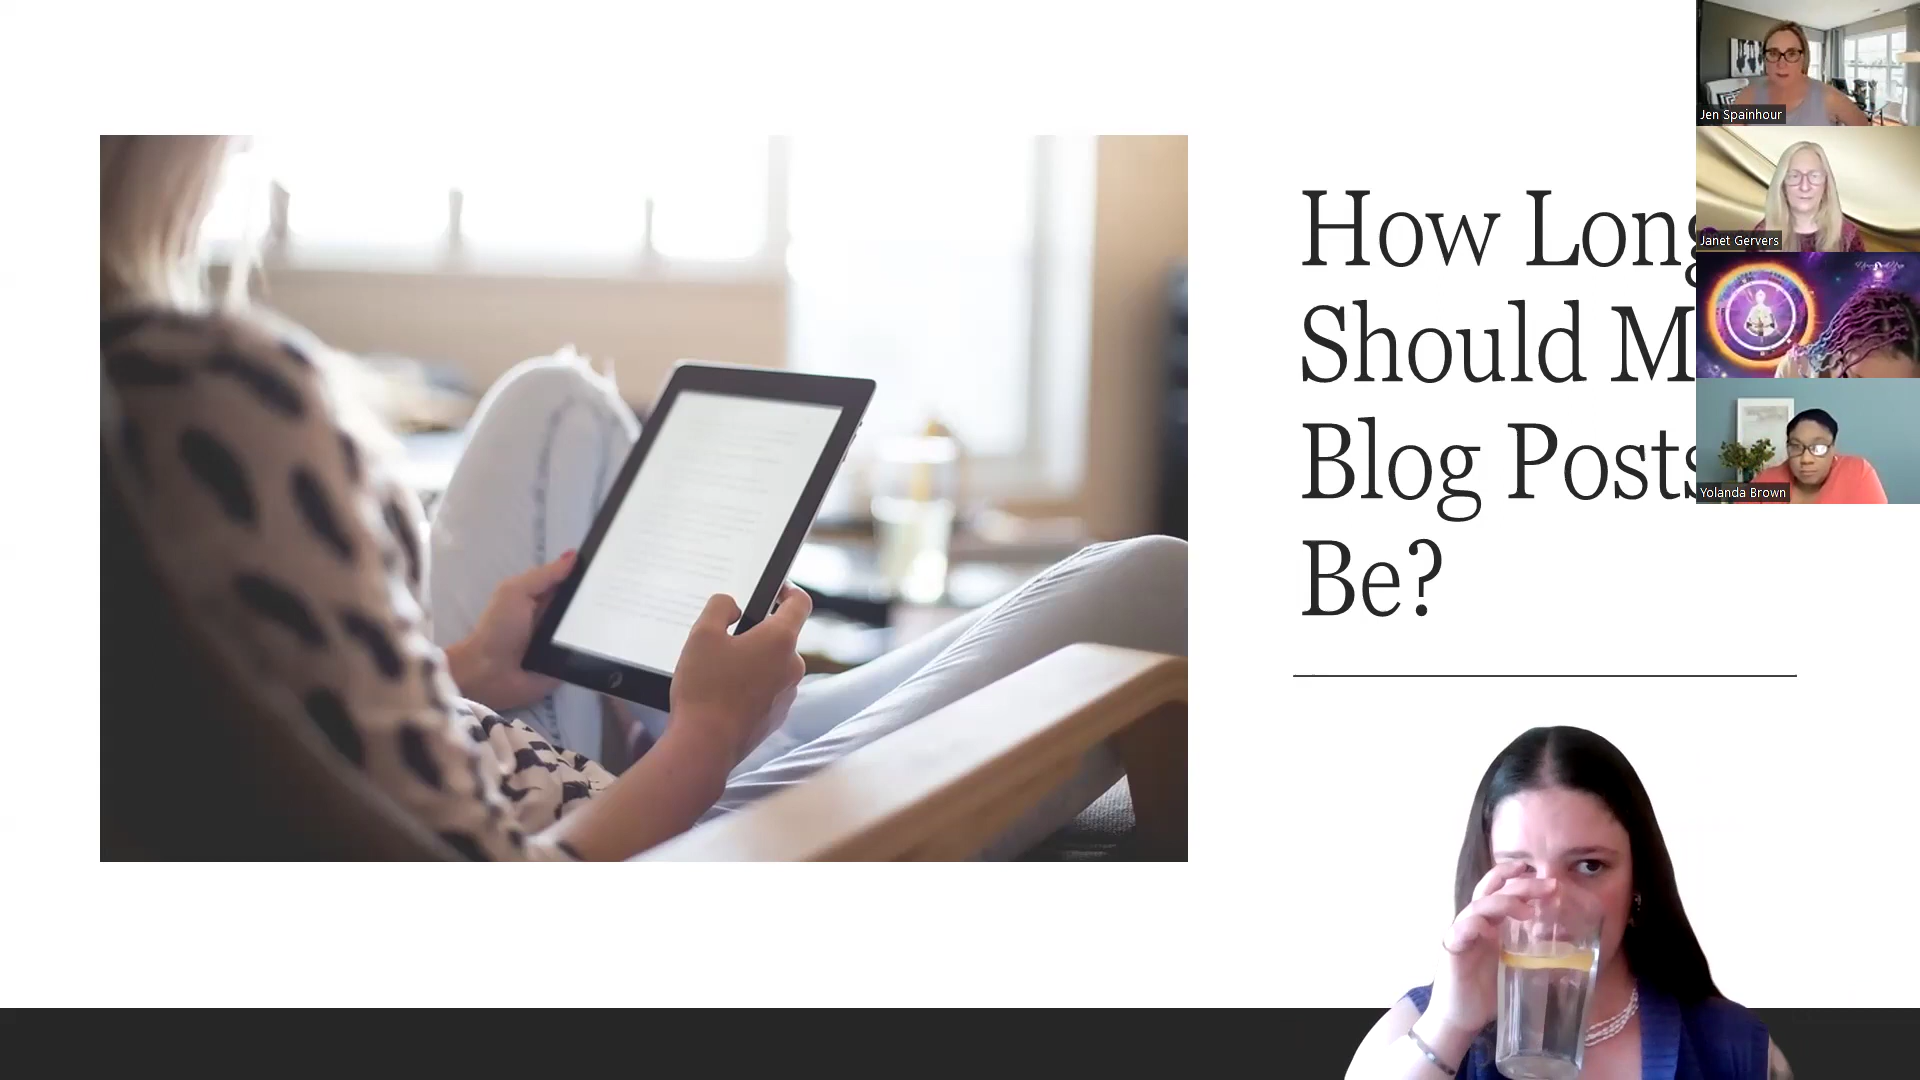 How Long
Should M
Blog Posts
Be?
Jen Spainhour
Janet Gervers
Yolanda Brown